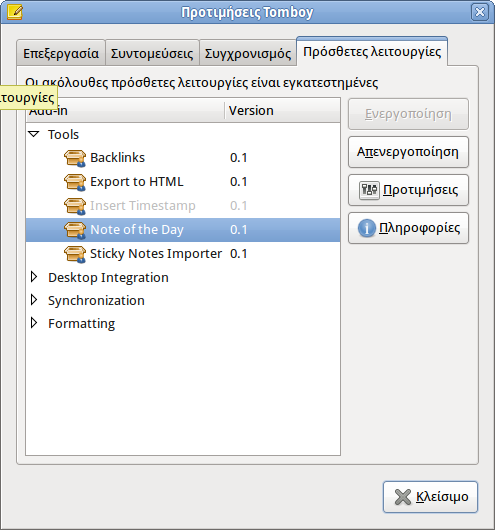 Προτιμήσεις Tomboy
Επεξεργασία Συντομεύσεις Συγχρονισμός Πρόσθετες λειτουργίες
Οι ακόλουθες πρόσθετες λειτουργίες είναι εγκατεστημένες
ιτουργίες
Add-in Version
Tools
Backlinks 0.1
Export to HTML 0.1
Insert Timestamp 0.1
Note of the Day 0.1
Sticky Notes Importer 0.1
Desktop Integration
Synchronization
Formatting
Ενεργοποίηση
Απενεργοποίηση
Προτιμήσεις
Πληροφορίες
Κλείσιμο